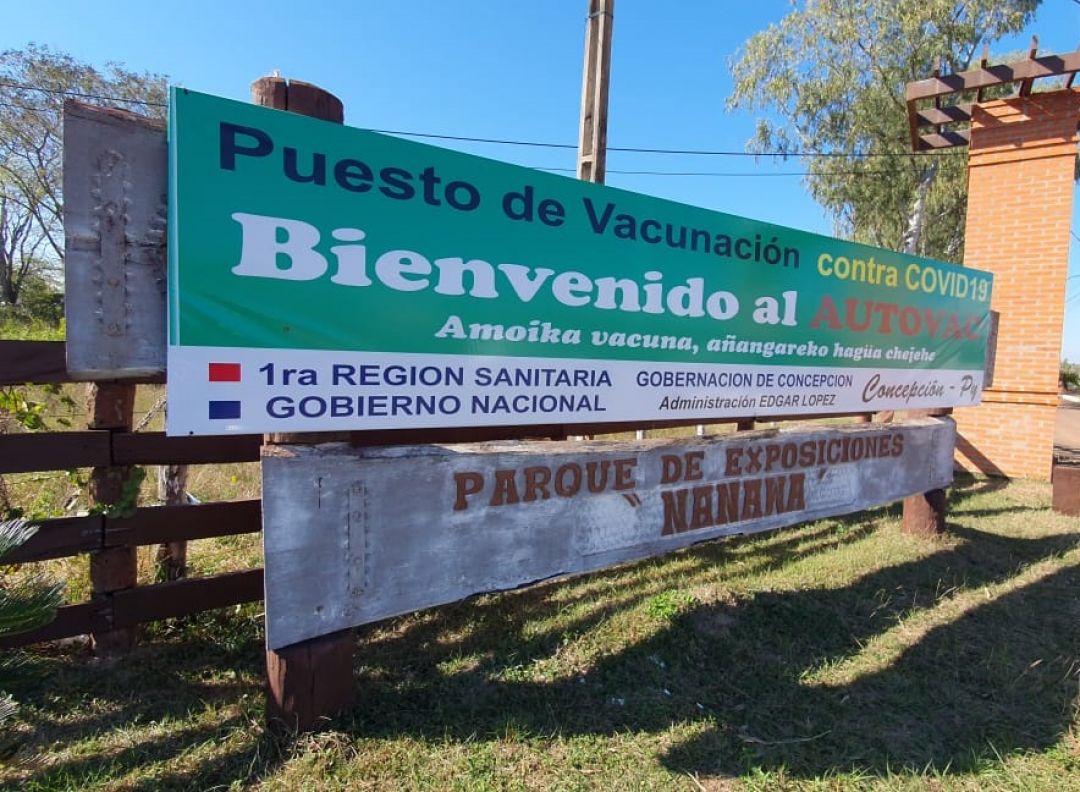 Puesto de Vacunación contra COVID19
Bienvenido al AUTOVAC
Amoika vacuna, añangareko hagüa chejehe
1ra REGION SANITARIA
GOBIERNO NACIONAL
GOBERNACION DE CONCEPCION
Administración EDGAR LOPEZ
Concepción - Py
PARQUE DE EXPOSICIONES
"NANAWA"